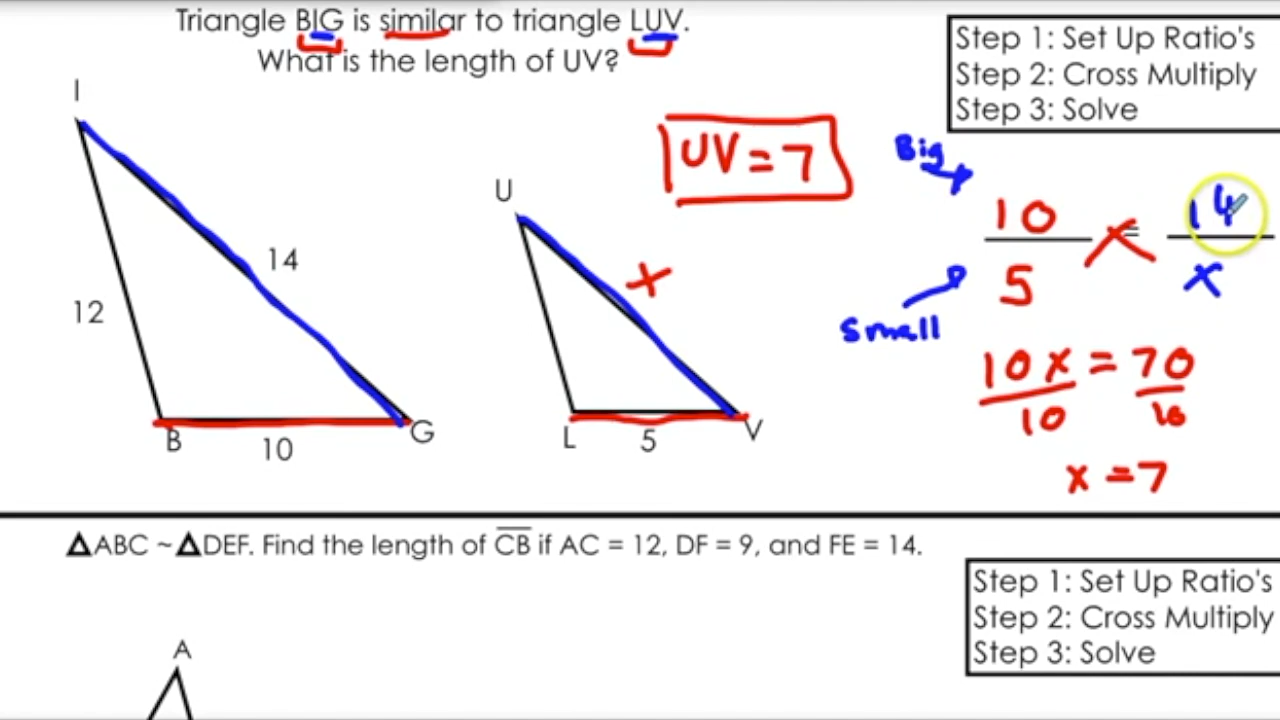 Triangle BIG is similar to triangle LUV.
What is the length of UV?
Step 1: Set Up Ratio's
Step 2: Cross Multiply
Step 3: Solve
I
12
14
B
10
G
U
x
L
5
V
UV = 7
Big
Small
10 = 14
5 x
10x = 70
10 10
x = 7
△ABC ~ △DEF. Find the length of CB if AC = 12, DF = 9, and FE = 14.
Step 1: Set Up Ratio's
Step 2: Cross Multiply
Step 3: Solve
A